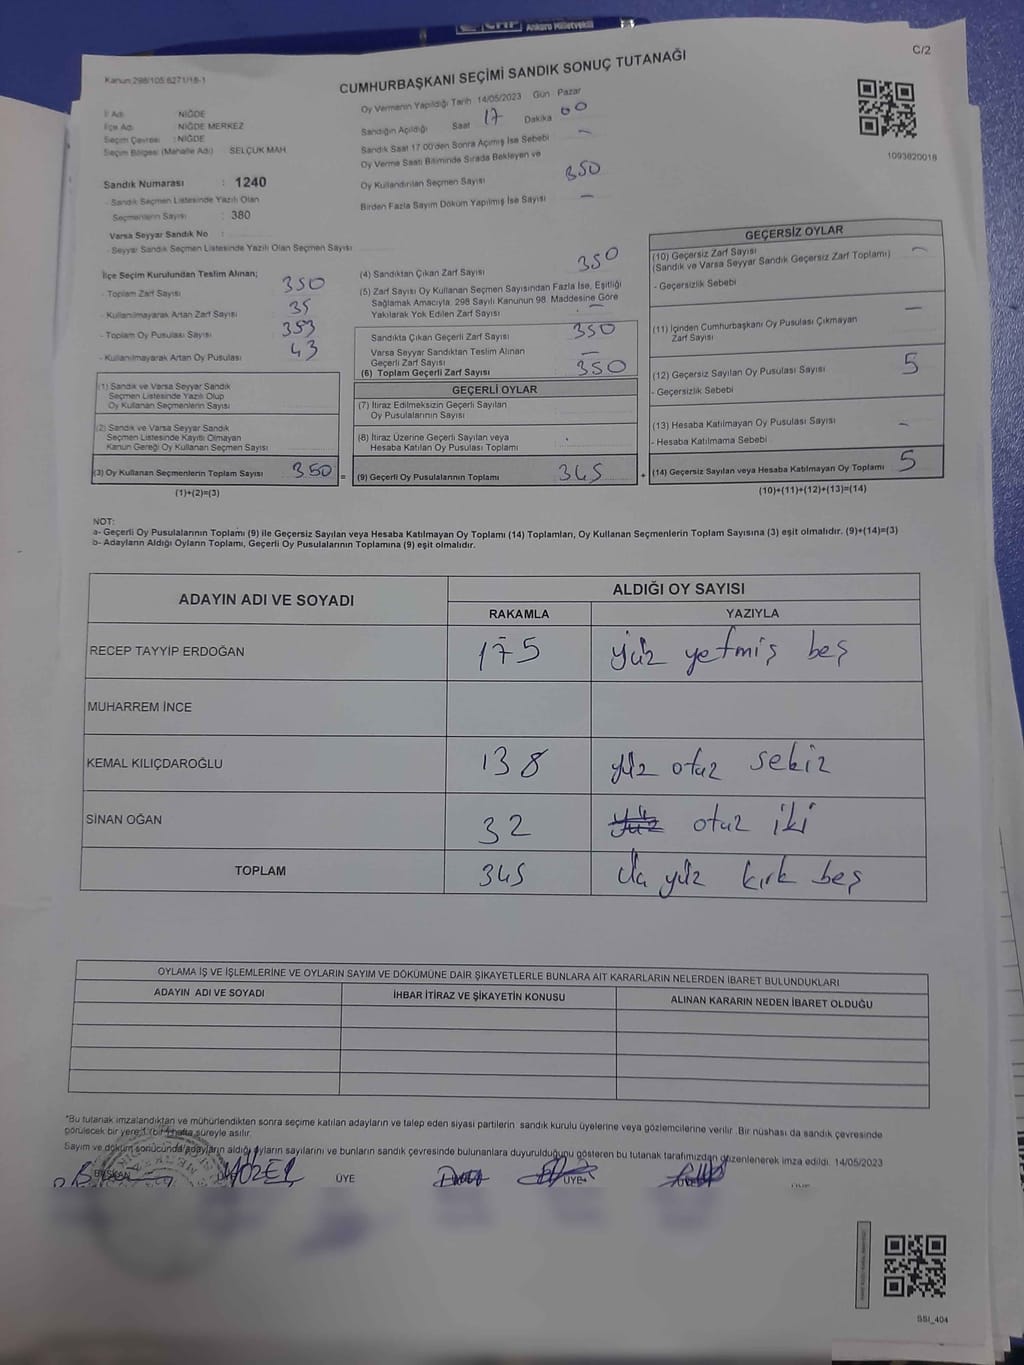 CHP Ankara Milletvekili
C/2
Kanun:298/105 6271/18-1
CUMHURBAŞKANI SEÇİMİ SANDIK SONUÇ TUTANAĞI
İl Adı : NİĞDE
İlçe Adı : NİĞDE MERKEZ
Seçim Çevresi : NİĞDE
Seçim Bölgesi (Mahalle Adı) SELÇUK MAH.
Sandık Numarası : 1240
- Sandık Seçmen Listesinde Yazılı Olan
Seçmenlerin Sayısı : 380
Varsa Seyyar Sandık No :
- Seyyar Sandık Seçmen Listesinde Yazılı Olan Seçmen Sayısı
Oy Vermenin Yapıldığı Tarih 14/05/2023 Gün : Pazar
Sandığın Açıldığı Saat 17 Dakika 00
Sandık Saat 17.00'den Sonra Açılmış İse Sebebi -
Oy Verme Saati Bitiminde Sırada Bekleyen ve
Oy Kullandırılan Seçmen Sayısı 350
Birden Fazla Sayım Döküm Yapılmış İse Sayısı -
1093820018
İlçe Seçim Kurulundan Teslim Alınan;
- Toplam Zarf Sayısı 350
- Kullanılmayarak Artan Zarf Sayısı 35
- Toplam Oy Pusulası Sayısı 353
- Kullanılmayarak Artan Oy Pusulası 43
(1) Sandık ve Varsa Seyyar Sandık
Seçmen Listesinde Yazılı Olup
Oy Kullanan Seçmenlerin Sayısı
(2) Sandık ve Varsa Seyyar Sandık
Seçmen Listesinde Kayıtlı Olmayan
Kanun Gereği Oy Kullanan Seçmen Sayısı
(3) Oy Kullanan Seçmenlerin Toplam Sayısı 350 =
(1)+(2)=(3)
(4) Sandıktan Çıkan Zarf Sayısı 350
(5) Zarf Sayısı Oy Kullanan Seçmen Sayısından Fazla İse, Eşitliği
Sağlamak Amacıyla, 298 Sayılı Kanunun 98. Maddesine Göre
Yakılarak Yok Edilen Zarf Sayısı -
Sandıkta Çıkan Geçerli Zarf Sayısı 350
Varsa Seyyar Sandıktan Teslim Alınan
Geçerli Zarf Sayısı -
(6) Toplam Geçerli Zarf Sayısı 350
GEÇERLİ OYLAR
(7) İtiraz Edilmeksizin Geçerli Sayılan
Oy Pusulalarının Sayısı
(8) İtiraz Üzerine Geçerli Sayılan veya
Hesaba Katılan Oy Pusulası Toplamı
(9) Geçerli Oy Pusulalarının Toplamı 345 +
GEÇERSİZ OYLAR
(10) Geçersiz Zarf Sayısı -
(Sandık ve Varsa Seyyar Sandık Geçersiz Zarf Toplamı)
- Geçersizlik Sebebi
(11) İçinden Cumhurbaşkanı Oy Pusulası Çıkmayan -
Zarf Sayısı
(12) Geçersiz Sayılan Oy Pusulası Sayısı 5
- Geçersizlik Sebebi
(13) Hesaba Katılmayan Oy Pusulası Sayısı -
- Hesaba Katılmama Sebebi
(14) Geçersiz Sayılan veya Hesaba Katılmayan Oy Toplamı 5
(10)+(11)+(12)+(13)=(14)
NOT:
a- Geçerli Oy Pusulalarının Toplamı (9) ile Geçersiz Sayılan veya Hesaba Katılmayan Oy Toplamı (14) Toplamları, Oy Kullanan Seçmenlerin Toplam Sayısına (3) eşit olmalıdır. (9)+(14)=(3)
b- Adayların Aldığı Oyların Toplamı, Geçerli Oy Pusulalarının Toplamına (9) eşit olmalıdır.
ADAYIN ADI VE SOYADI
ALDIĞI OY SAYISI
RAKAMLA YAZIYLA
RECEP TAYYİP ERDOĞAN 175 yüz yetmiş beş
MUHARREM İNCE
KEMAL KILIÇDAROĞLU 138 yüz otuz sekiz
SİNAN OĞAN 32 otuz iki
TOPLAM 345 yüz kırk beş
OYLAMA İŞ VE İŞLEMLERİNE VE OYLARIN SAYIM VE DÖKÜMÜNE DAİR ŞİKAYETLERLE BUNLARA AİT KARARLARIN NELERDEN İBARET BULUNDUKLARI
ADAYIN ADI VE SOYADI İHBAR İTİRAZ VE ŞİKAYETİN KONUSU ALINAN KARARIN NEDEN İBARET OLDUĞU
*Bu tutanak imzalandıktan ve mühürlendikten sonra seçime katılan adayların ve talep eden siyasi partilerin sandık kurulu üyelerine veya gözlemcilerine verilir. Bir nüshası da sandık çevresinde
görülecek bir yere 1 (bir) hafta süreyle asılır.
Sayım ve döküm sonucunda adayların aldığı oyların sayılarını ve bunların sandık çevresinde bulunanlara duyurulduğunu gösteren bu tutanak tarafımızdan düzenlenerek imza edildi. 14/05/2023
BAŞKAN ÜYE ÜYE
SSI_404